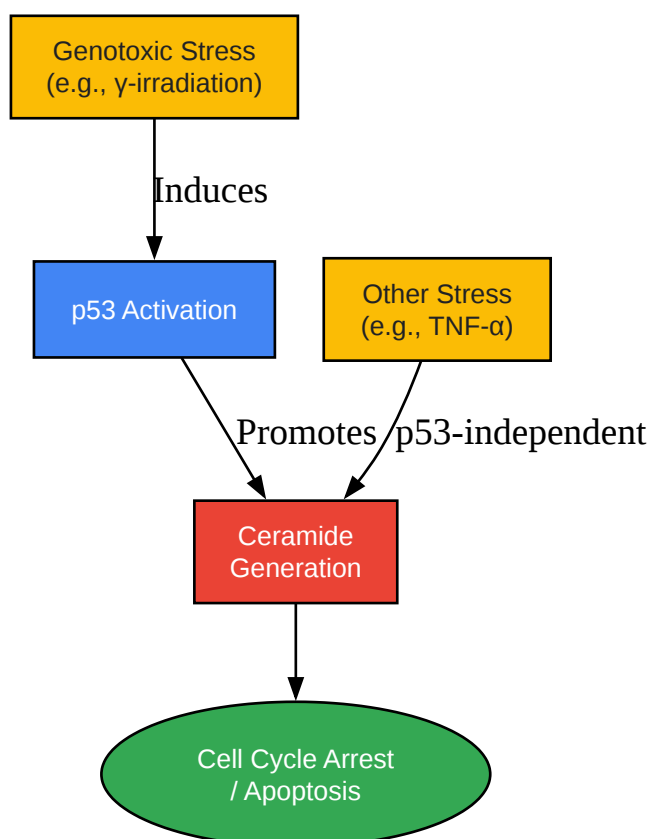 Genotoxic Stress
(e.g., γ-irradiation)
Induces
p53 Activation
Other Stress
(e.g., TNF-α)
Promotes
p53-independent
Ceramide
Generation
Cell Cycle Arrest
/ Apoptosis